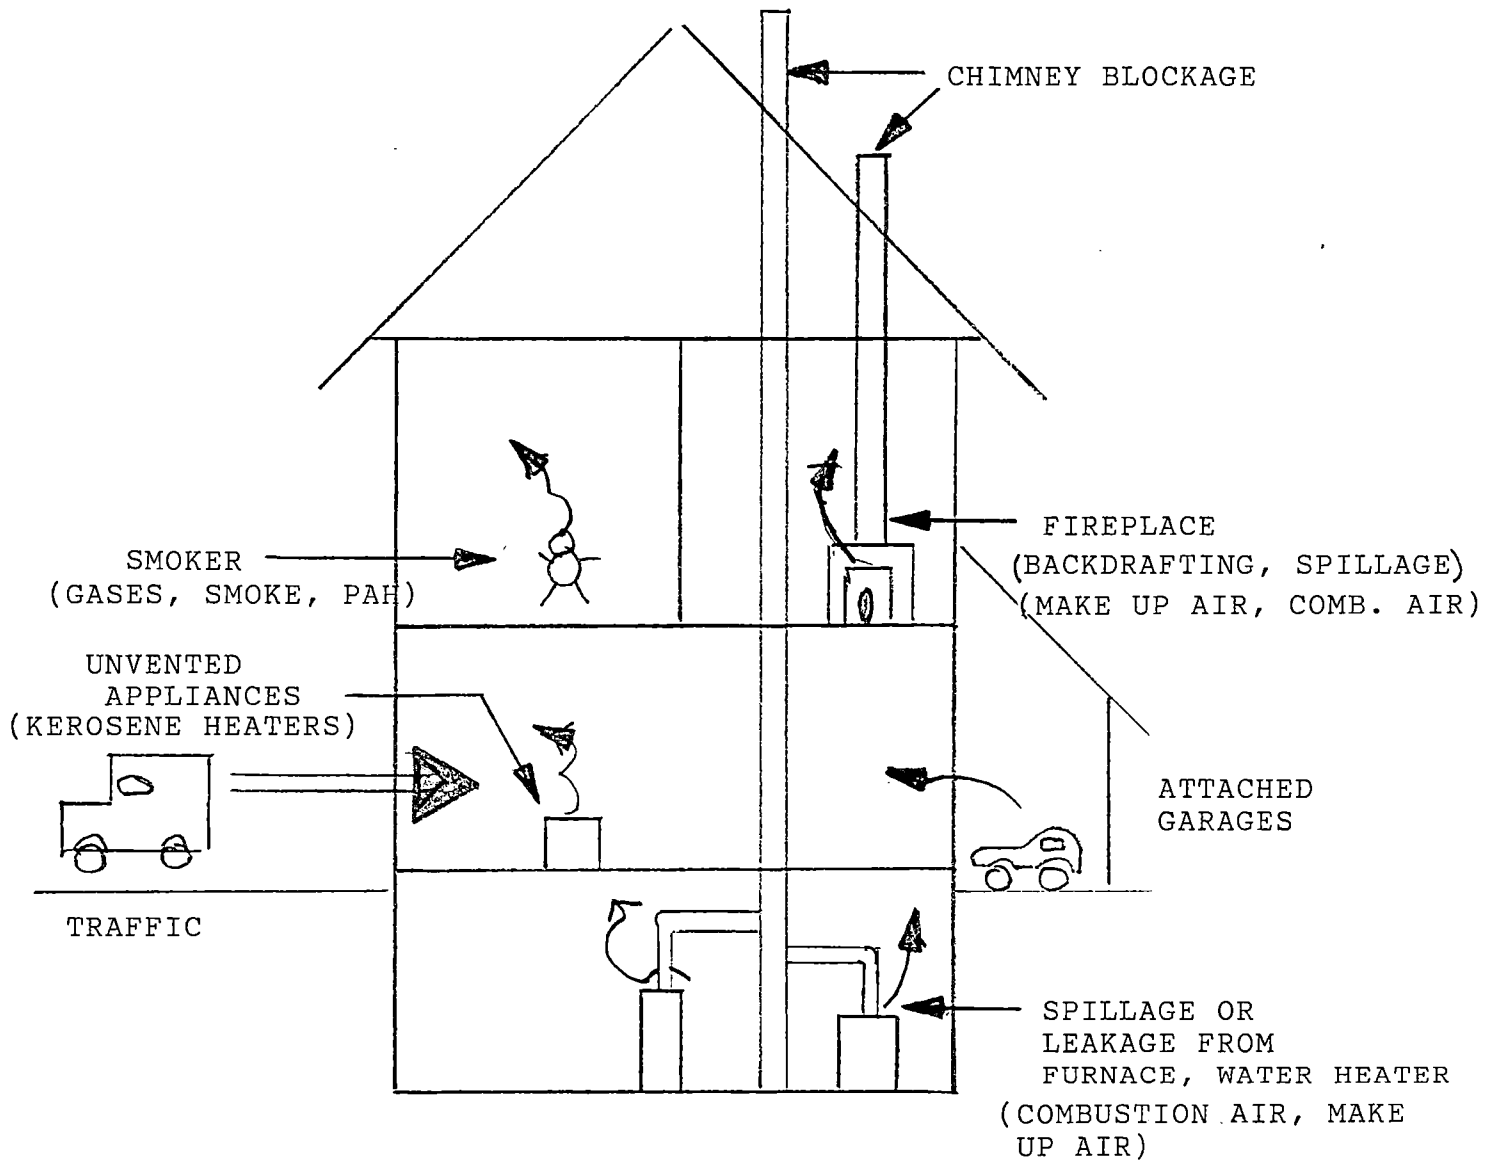 CHIMNEY BLOCKAGE
FIREPLACE
(BACKDRAFTING, SPILLAGE)
(MAKE UP AIR, COMB. AIR)
SMOKER
(GASES, SMOKE, PAH)
UNVENTED
APPLIANCES
(KEROSENE HEATERS)
ATTACHED
GARAGES
TRAFFIC
SPILLAGE OR
LEAKAGE FROM
FURNACE, WATER HEATER
(COMBUSTION AIR, MAKE
UP AIR)